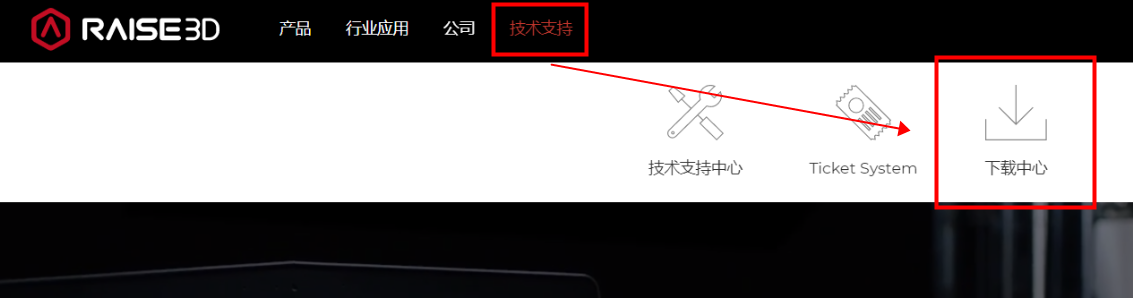 RAISE3D 产品 行业应用 公司 技术支持
技术支持中心 Ticket System 下载中心